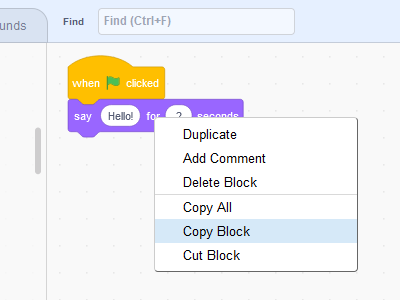 unds
Find
Find (Ctrl+F)
when clicked
say Hello! for 2 seconds
Duplicate
Add Comment
Delete Block
Copy All
Copy Block
Cut Block